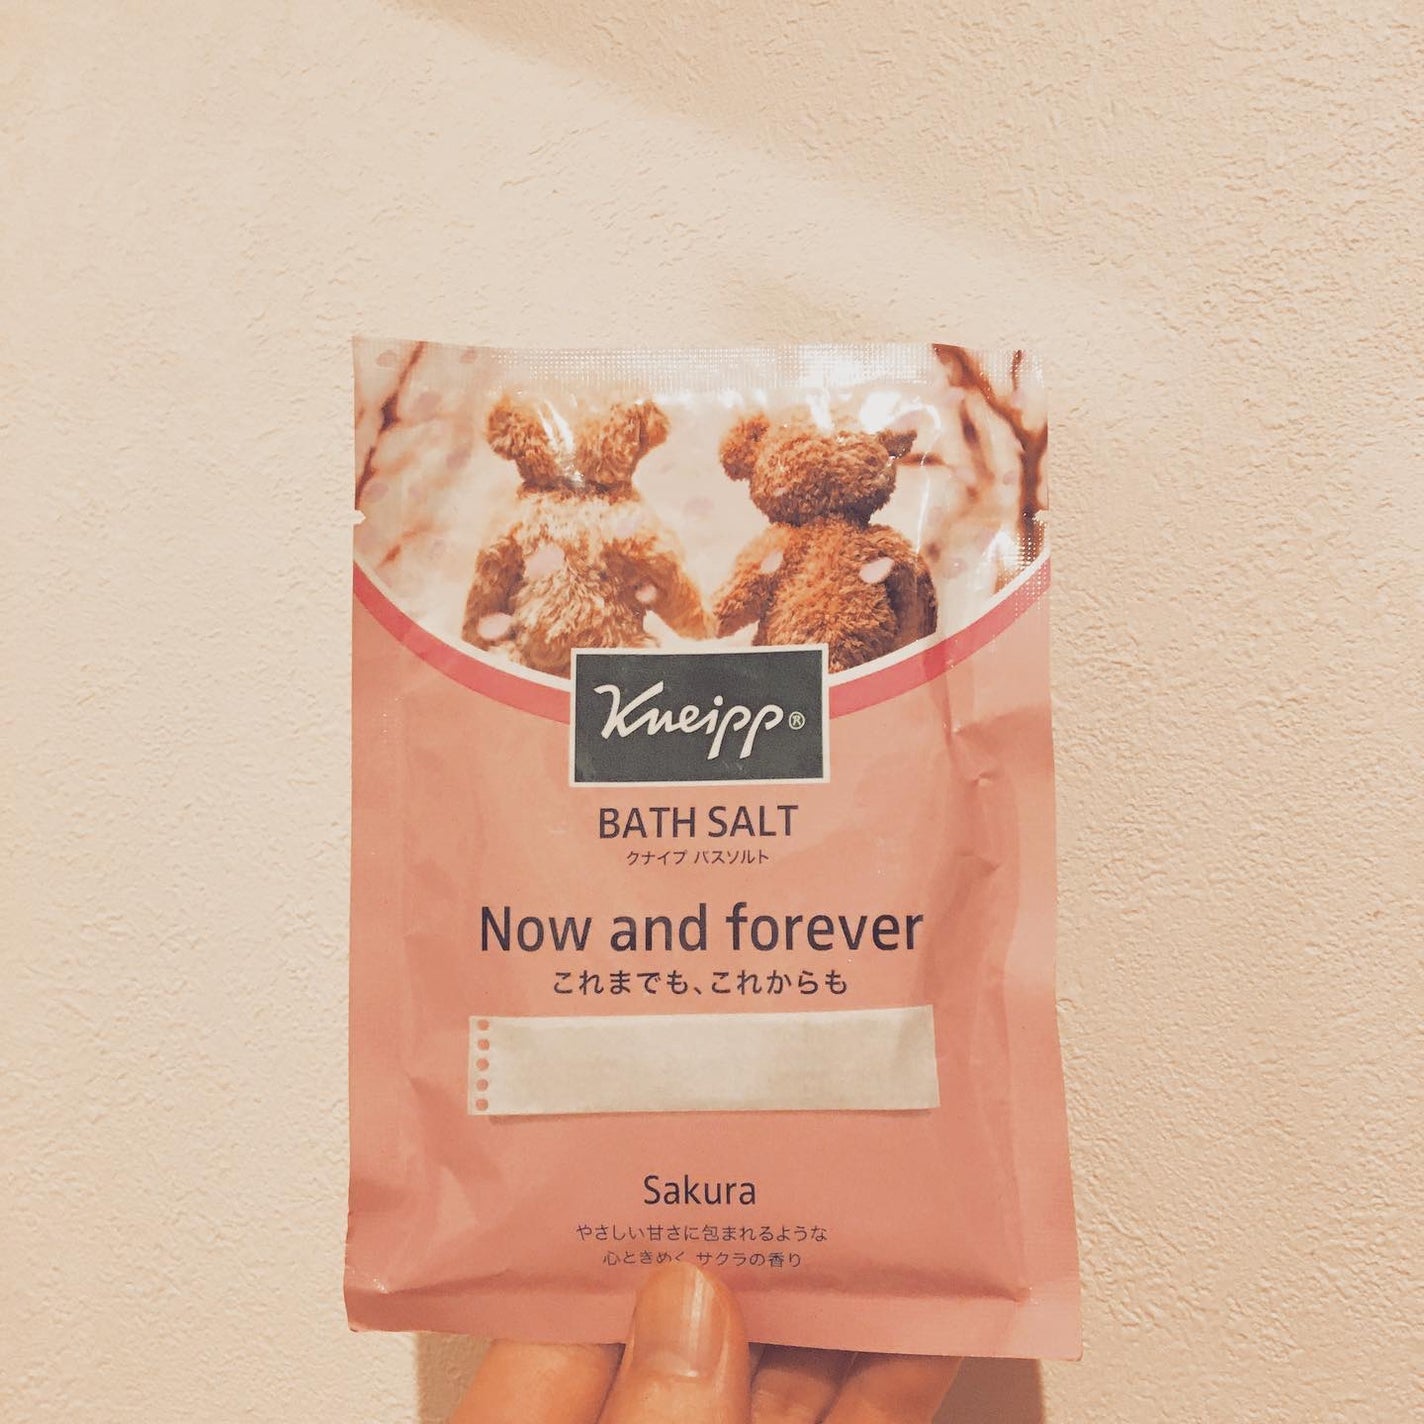 Kneipp®
BATH SALT
クナイプ バスソルト
Now and forever
これまでも、これからも
Sakura
やさしい甘さに包まれるような
心ときめく サクラの香り